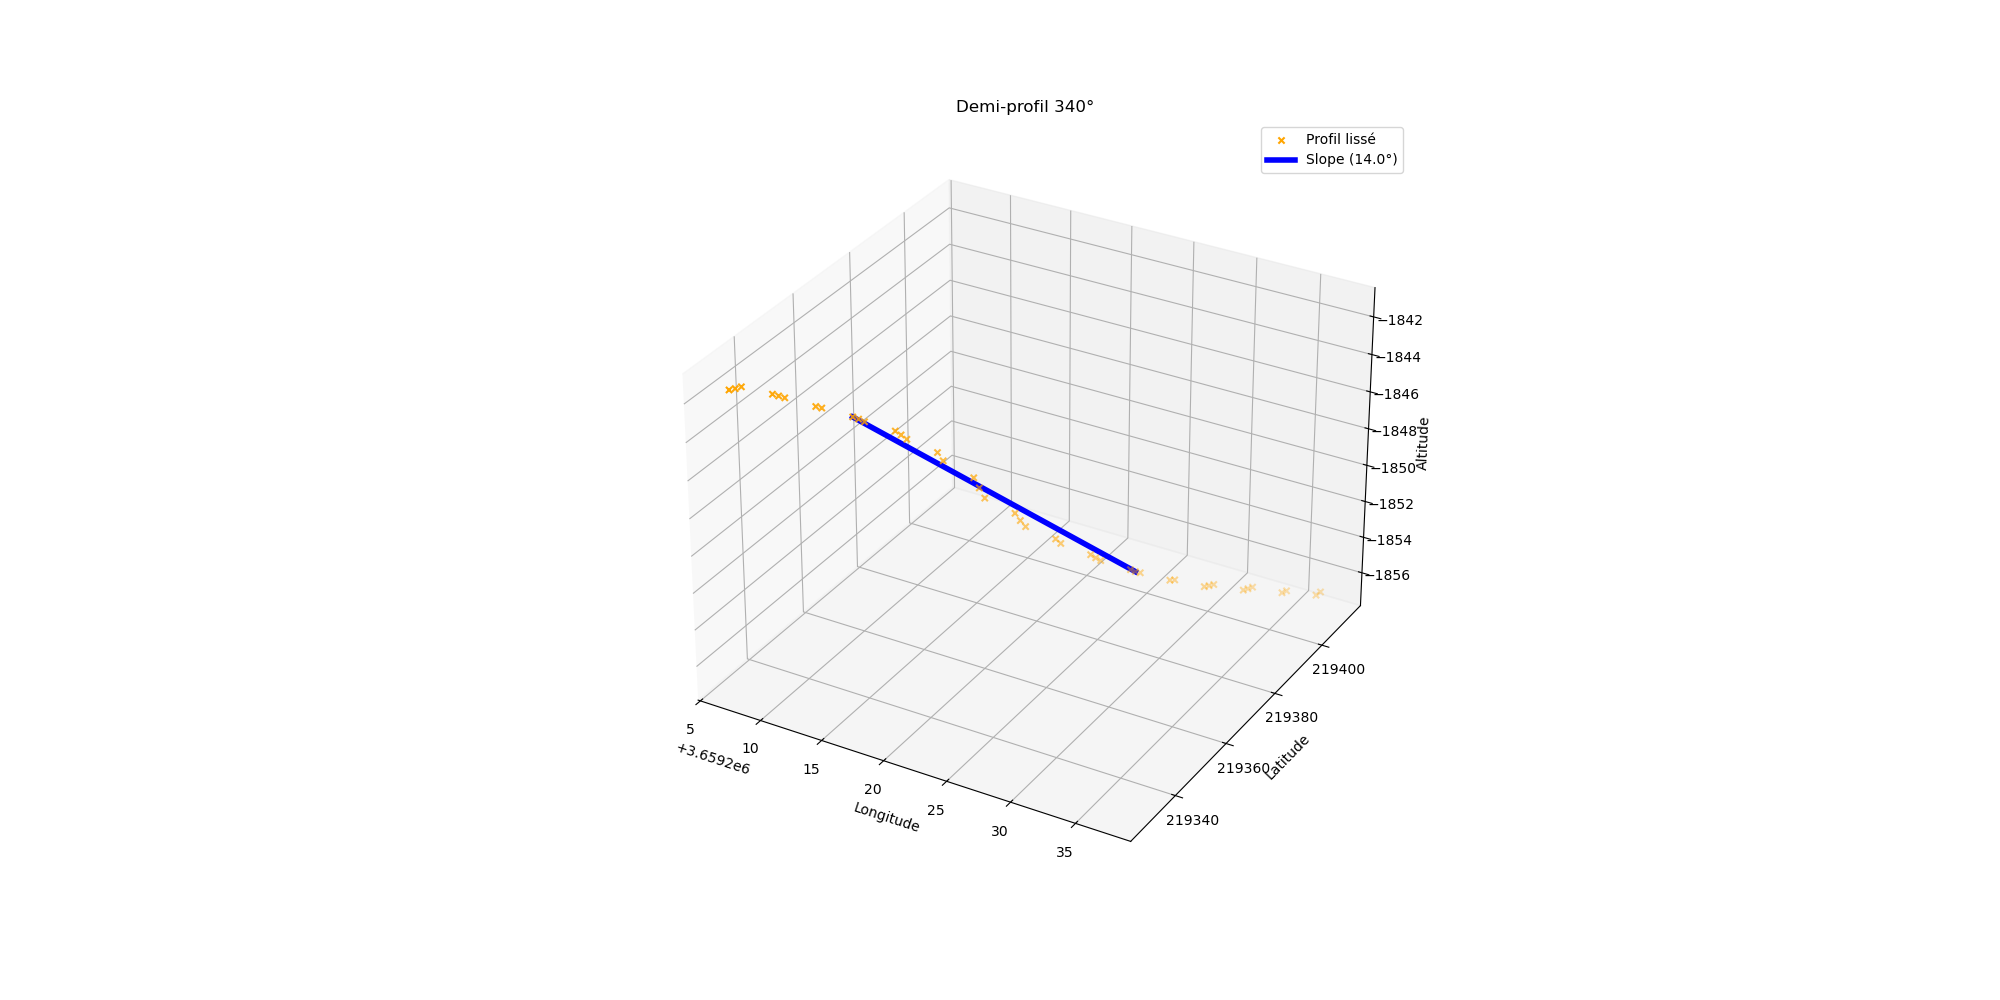 Demi-profil 340°
Profil lissé
Slope (14.0°)
−1842
−1844
−1846
−1848
−1850
−1852
−1854
−1856
Altitude
219400
219380
219360
219340
Latitude
5
10
15
20
25
30
35
+3.6592e6
Longitude